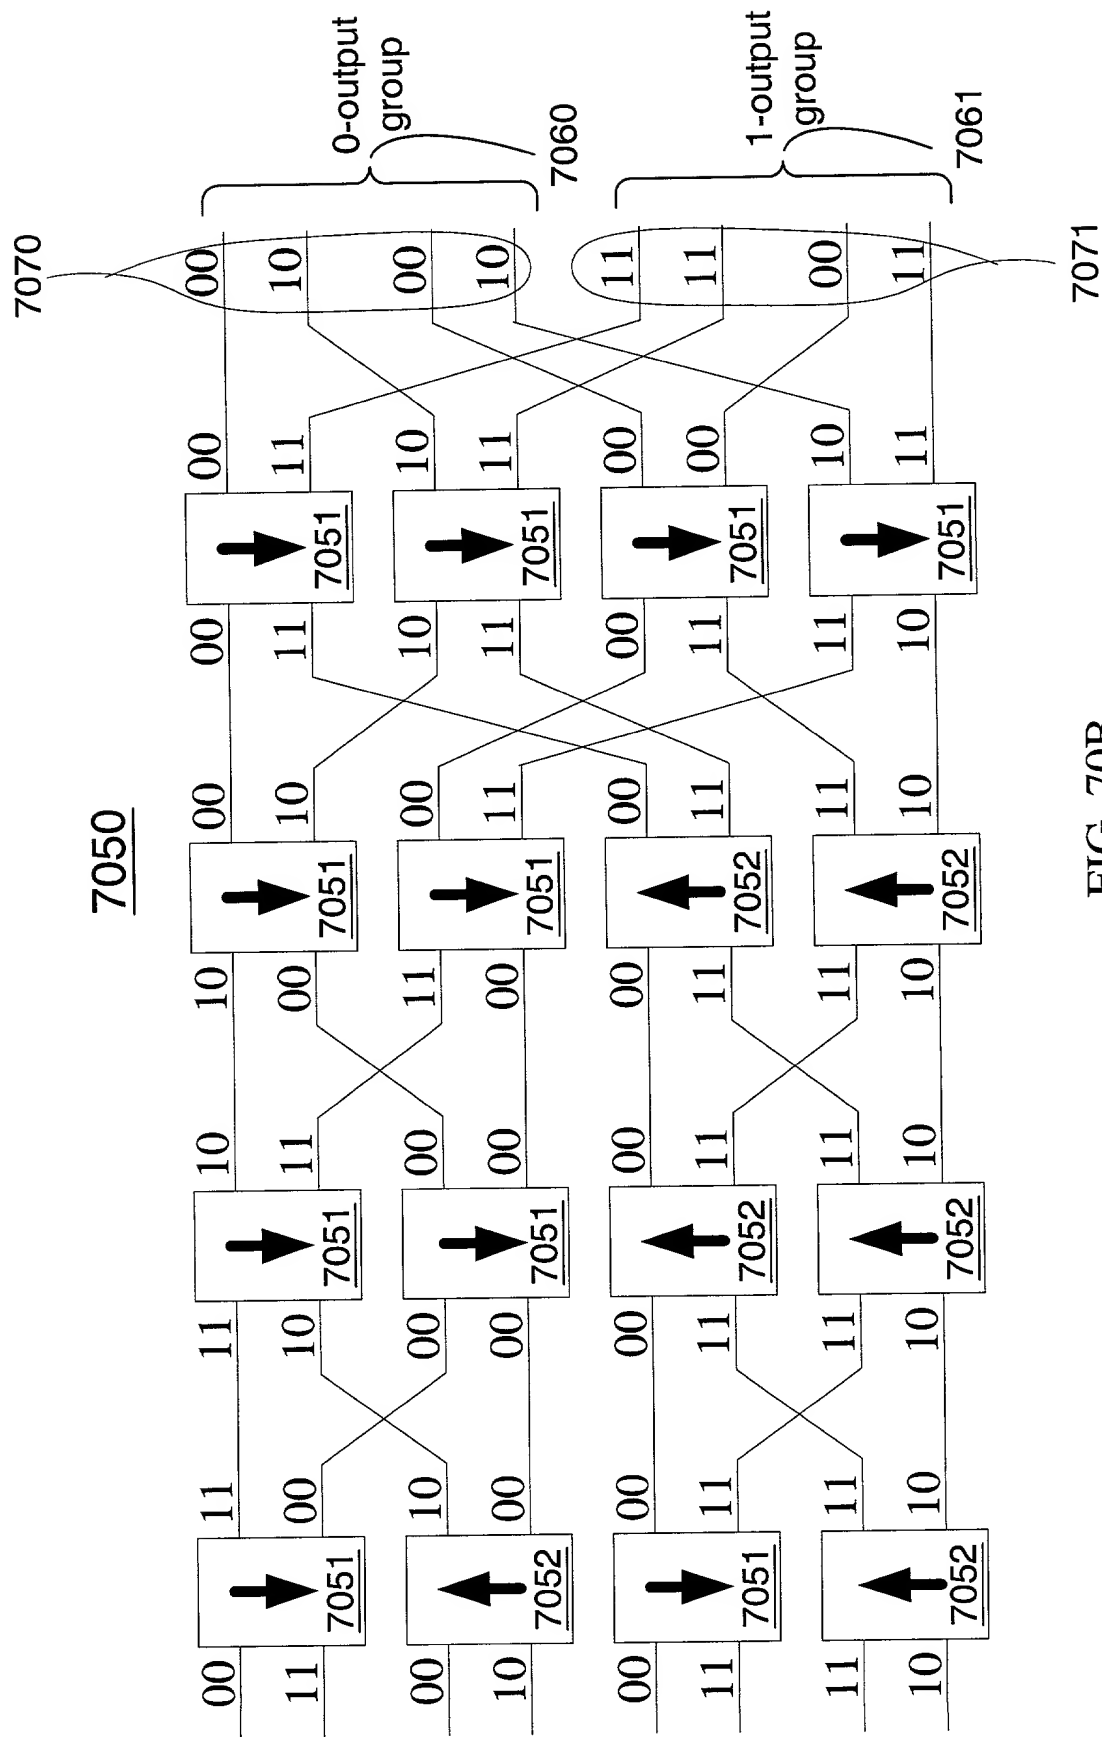 7070
7050
00 11 11 10 10 00 00 00 00
11 00 10 11 00 10 11 11 10
7051 7051 7051 7051
0-output
group
00 10 00 00 11 00 10 10 00
10 00 00 00 00 11 11 11 10
7052 7051 7051 7051
7060
00 00 00 00 00 00 00 00 11
11 11 11 11 11 11 11 00 11
7051 7052 7052 7051
1-output
group
11 11 11 11 11 11 11 10 00
10 10 10 10 10 10 10 11 11
7052 7052 7052 7051
7061
7071
FIG. 70B